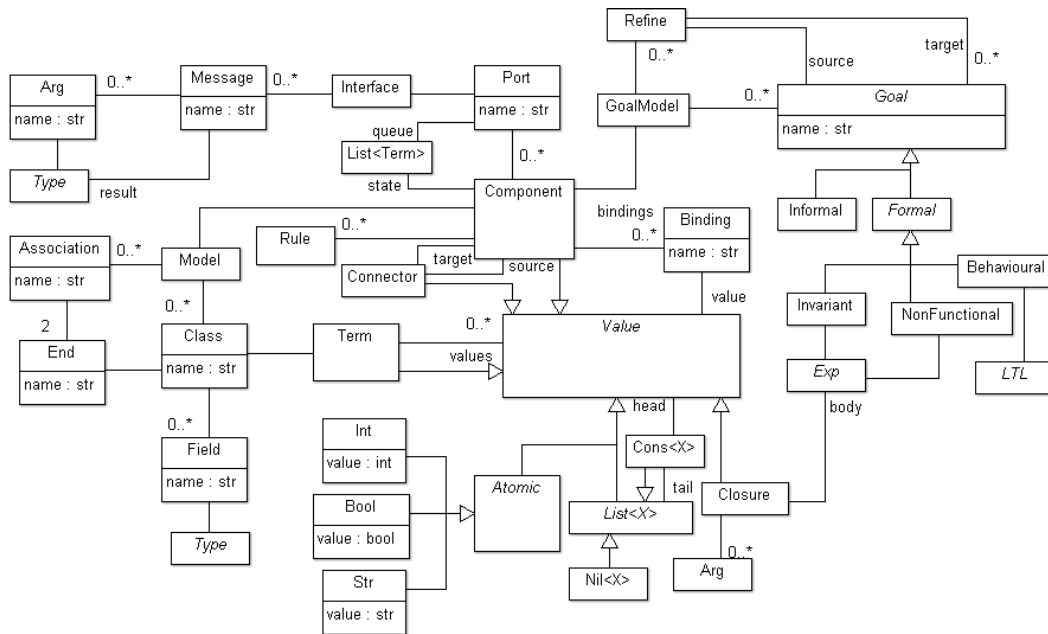 Refine
0..*
source
target
0..*
Arg
name : str
0..*
Message
name : str
0..*
Interface
Port
name : str
GoalModel
0..*
Goal
name : str
queue
List<Term>
state
0..*
Type
result
Component
Informal
Formal
bindings
0..*
Binding
name : str
Association
name : str
0..*
Model
Rule
0..*
target
source
Connector
Behavioural
Invariant
NonFunctional
value
0..*
2
End
name : str
Class
name : str
Term
0..*
values
Value
Exp
LTL
body
head
0..*
Field
name : str
Int
value : int
Cons<X>
Atomic
tail
Closure
Bool
value : bool
List<X>
Type
0..*
Str
value : str
Nil<X>
Arg